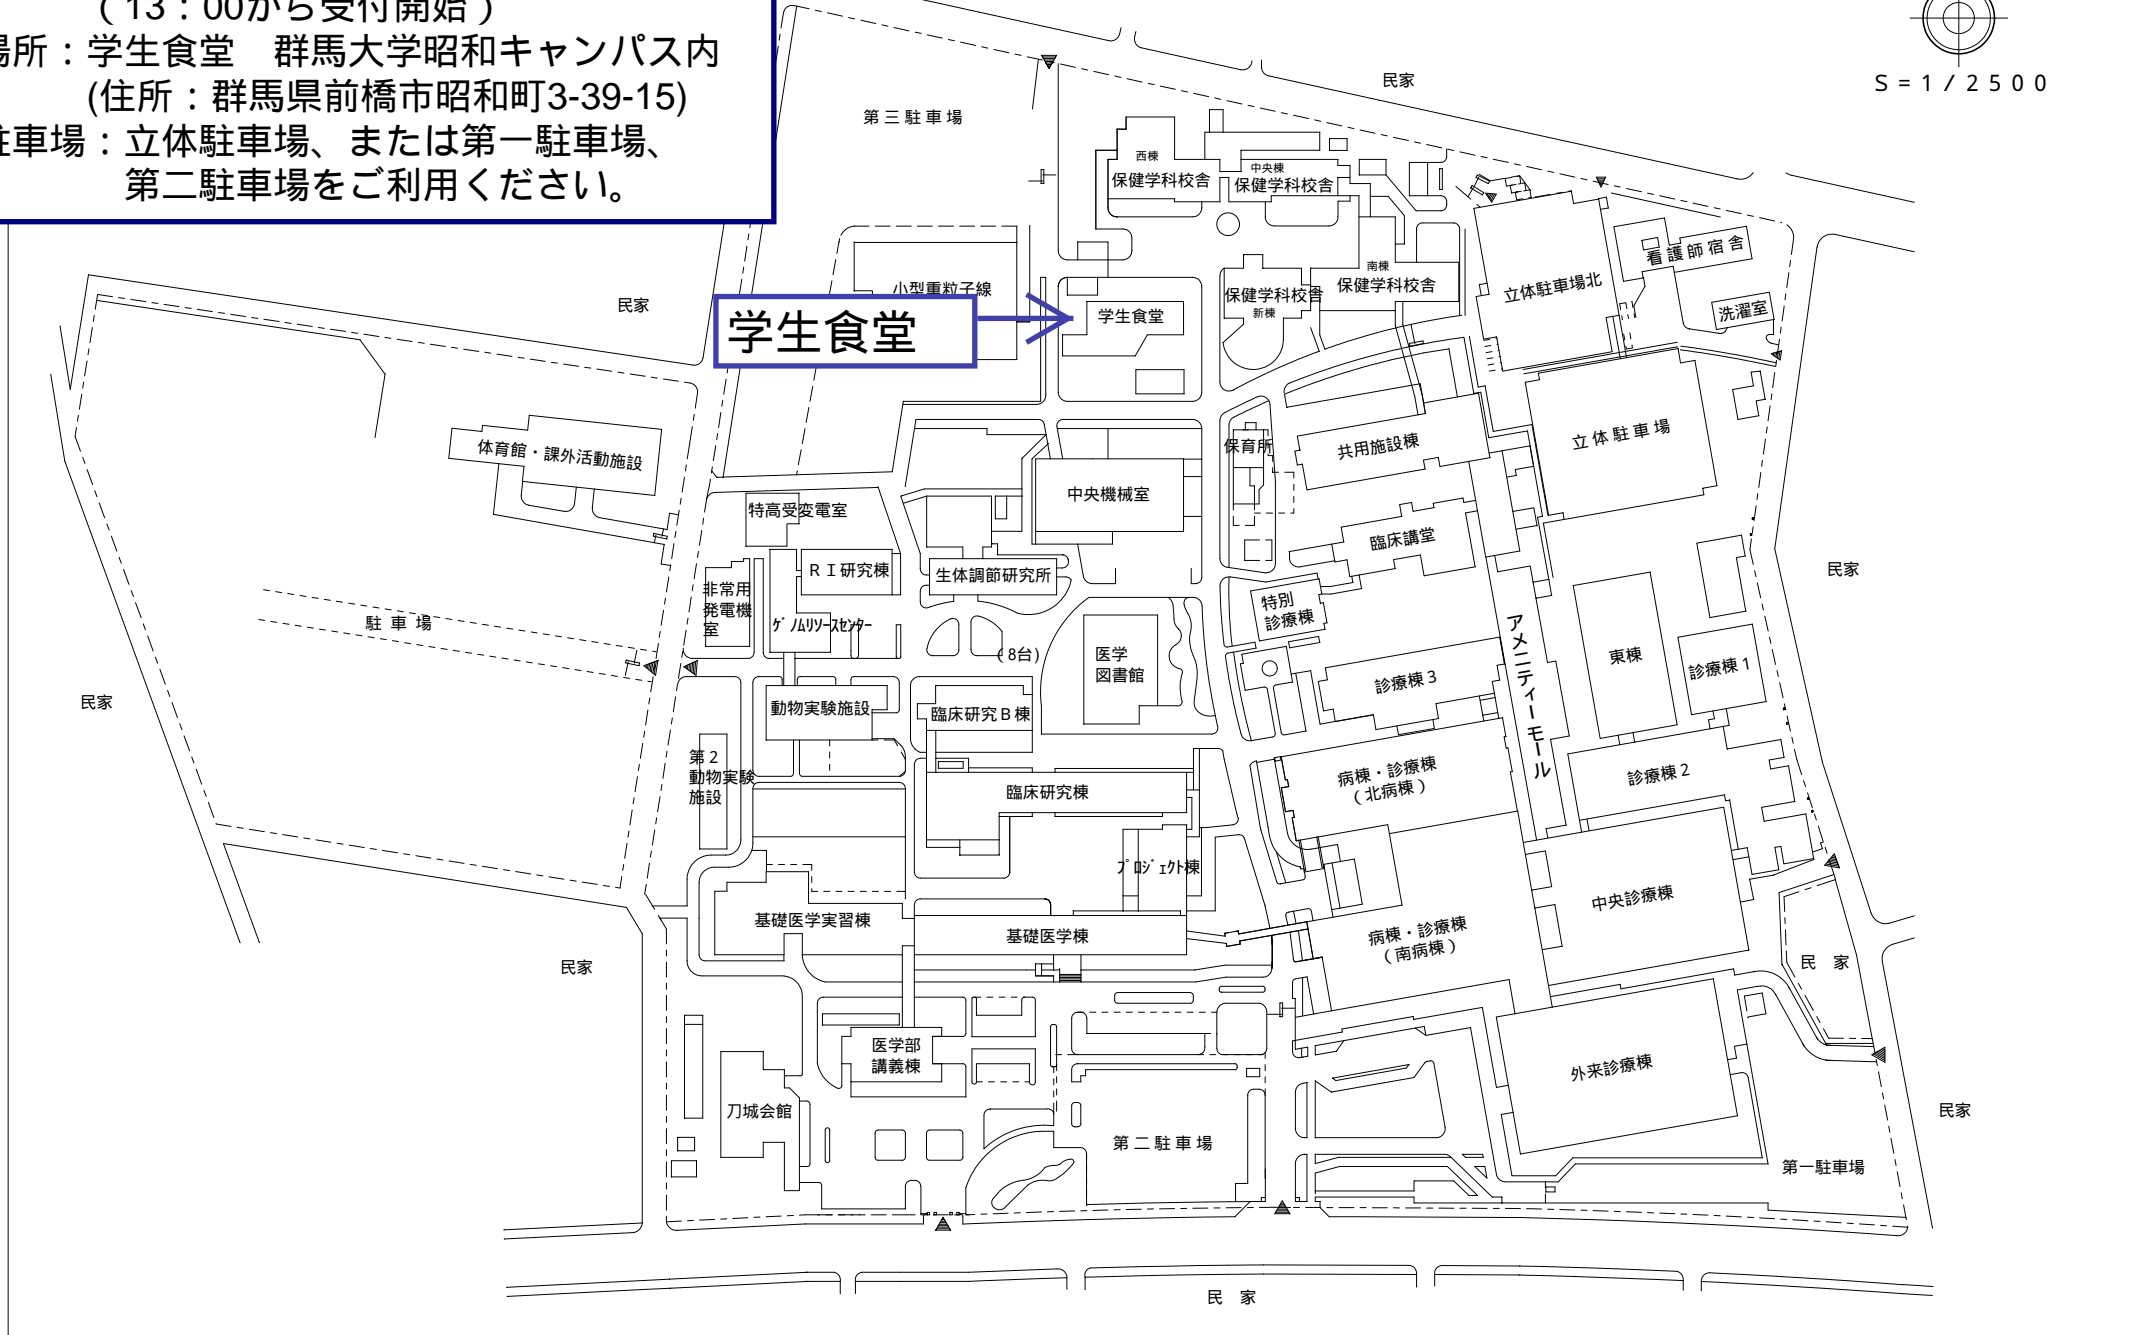 （13：00から受付開始）
場所：学生食堂　群馬大学昭和キャンパス内
(住所：群馬県前橋市昭和町3-39-15)
駐車場：立体駐車場、または第一駐車場、
第二駐車場をご利用ください。
S=1/2500
民家
第三駐車場
西棟
保健学科校舎
中央棟
保健学科校舎
看護師宿舎
南棟
保健学科校舎
立体駐車場北
小型重粒子線
保健学科校舎
新棟
民家
学生食堂
学生食堂
洗濯室
体育館・課外活動施設
保育所
共用施設棟
立体駐車場
中央機械室
特高受変電室
臨床講堂
ＲＩ研究棟
生体調節研究所
民家
非常用
発電機
室
特別
診療棟
駐車場
ｹﾞﾉﾑﾘｿｰｽｾﾝﾀｰ
(8台)
医学
図書館
アメニティーモール
東棟
診療棟1
診療棟3
民家
動物実験施設
臨床研究Ｂ棟
第２
動物実験
施設
臨床研究棟
病棟・診療棟
（北病棟）
診療棟2
ﾌﾟﾛｼﾞｪｸﾄ棟
中央診療棟
基礎医学実習棟
基礎医学棟
病棟・診療棟
（南病棟）
民家
民家
医学部
講義棟
外来診療棟
刀城会館
民家
第二駐車場
第一駐車場
民家